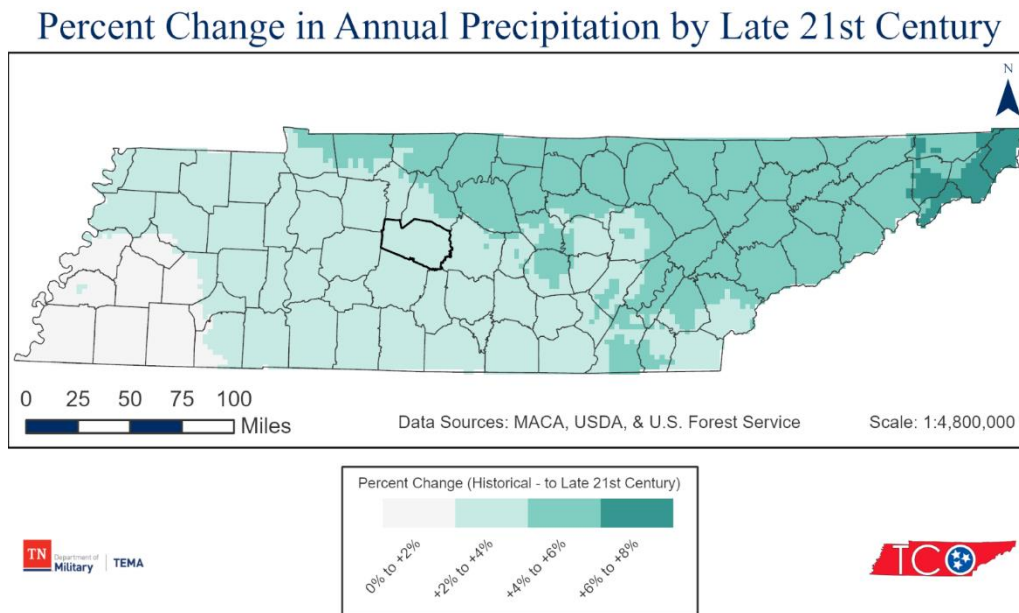 Percent Change in Annual Precipitation by Late 21st Century
N
0 25 50 75 100
Miles
Data Sources: MACA, USDA, & U.S. Forest Service
Scale: 1:4,800,000
Percent Change (Historical - to Late 21st Century)
0% to +2%
+2% to +4%
+4% to +6%
+6% to +8%
TN
Department of
Military
TEMA
TCO